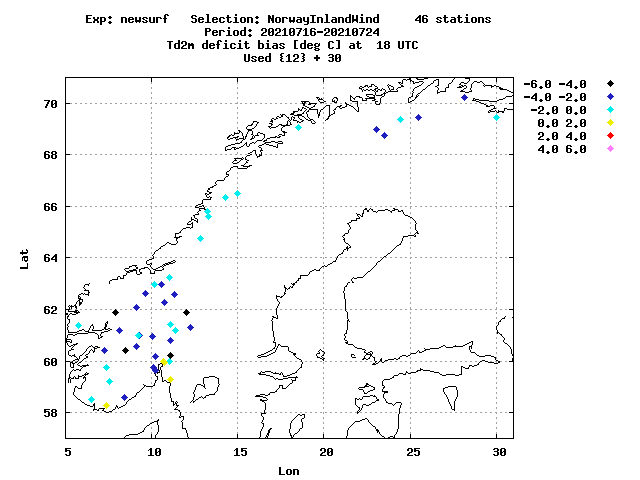 Exp: newsurf   Selection: NorwayInlandWind     46 stations
Period: 20210716-20210724
Td2m deficit bias [deg C] at  18 UTC
Used {12} + 30
-6.0 -4.0
-4.0 -2.0
-2.0 0.0
0.0 2.0
2.0 4.0
4.0 6.0
70
68
66
64
62
60
58
Lat
5 10 15 20 25 30
Lon